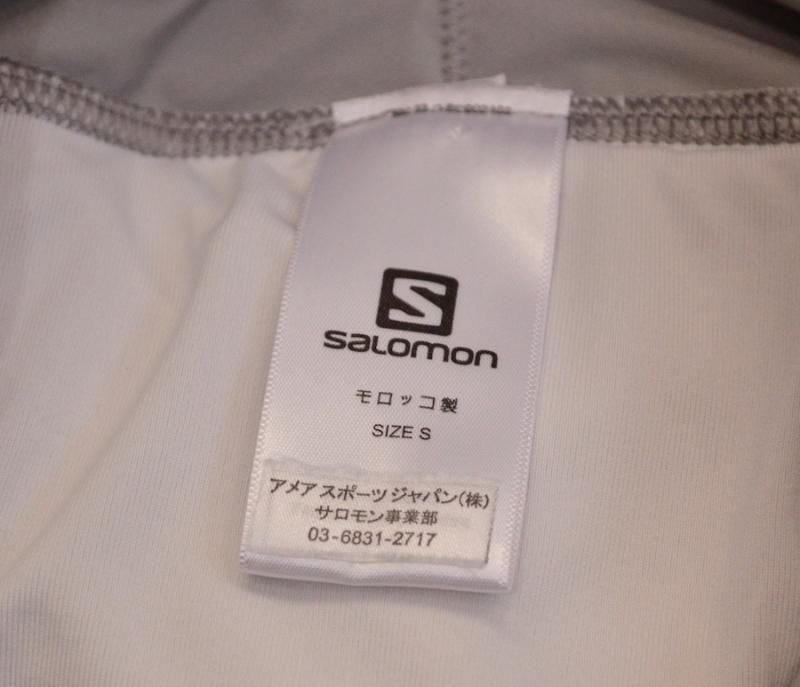 SALOMON
モロッコ製
SIZE S
アメア スポーツジャパン(株)
サロモン事業部
03-6831-2717